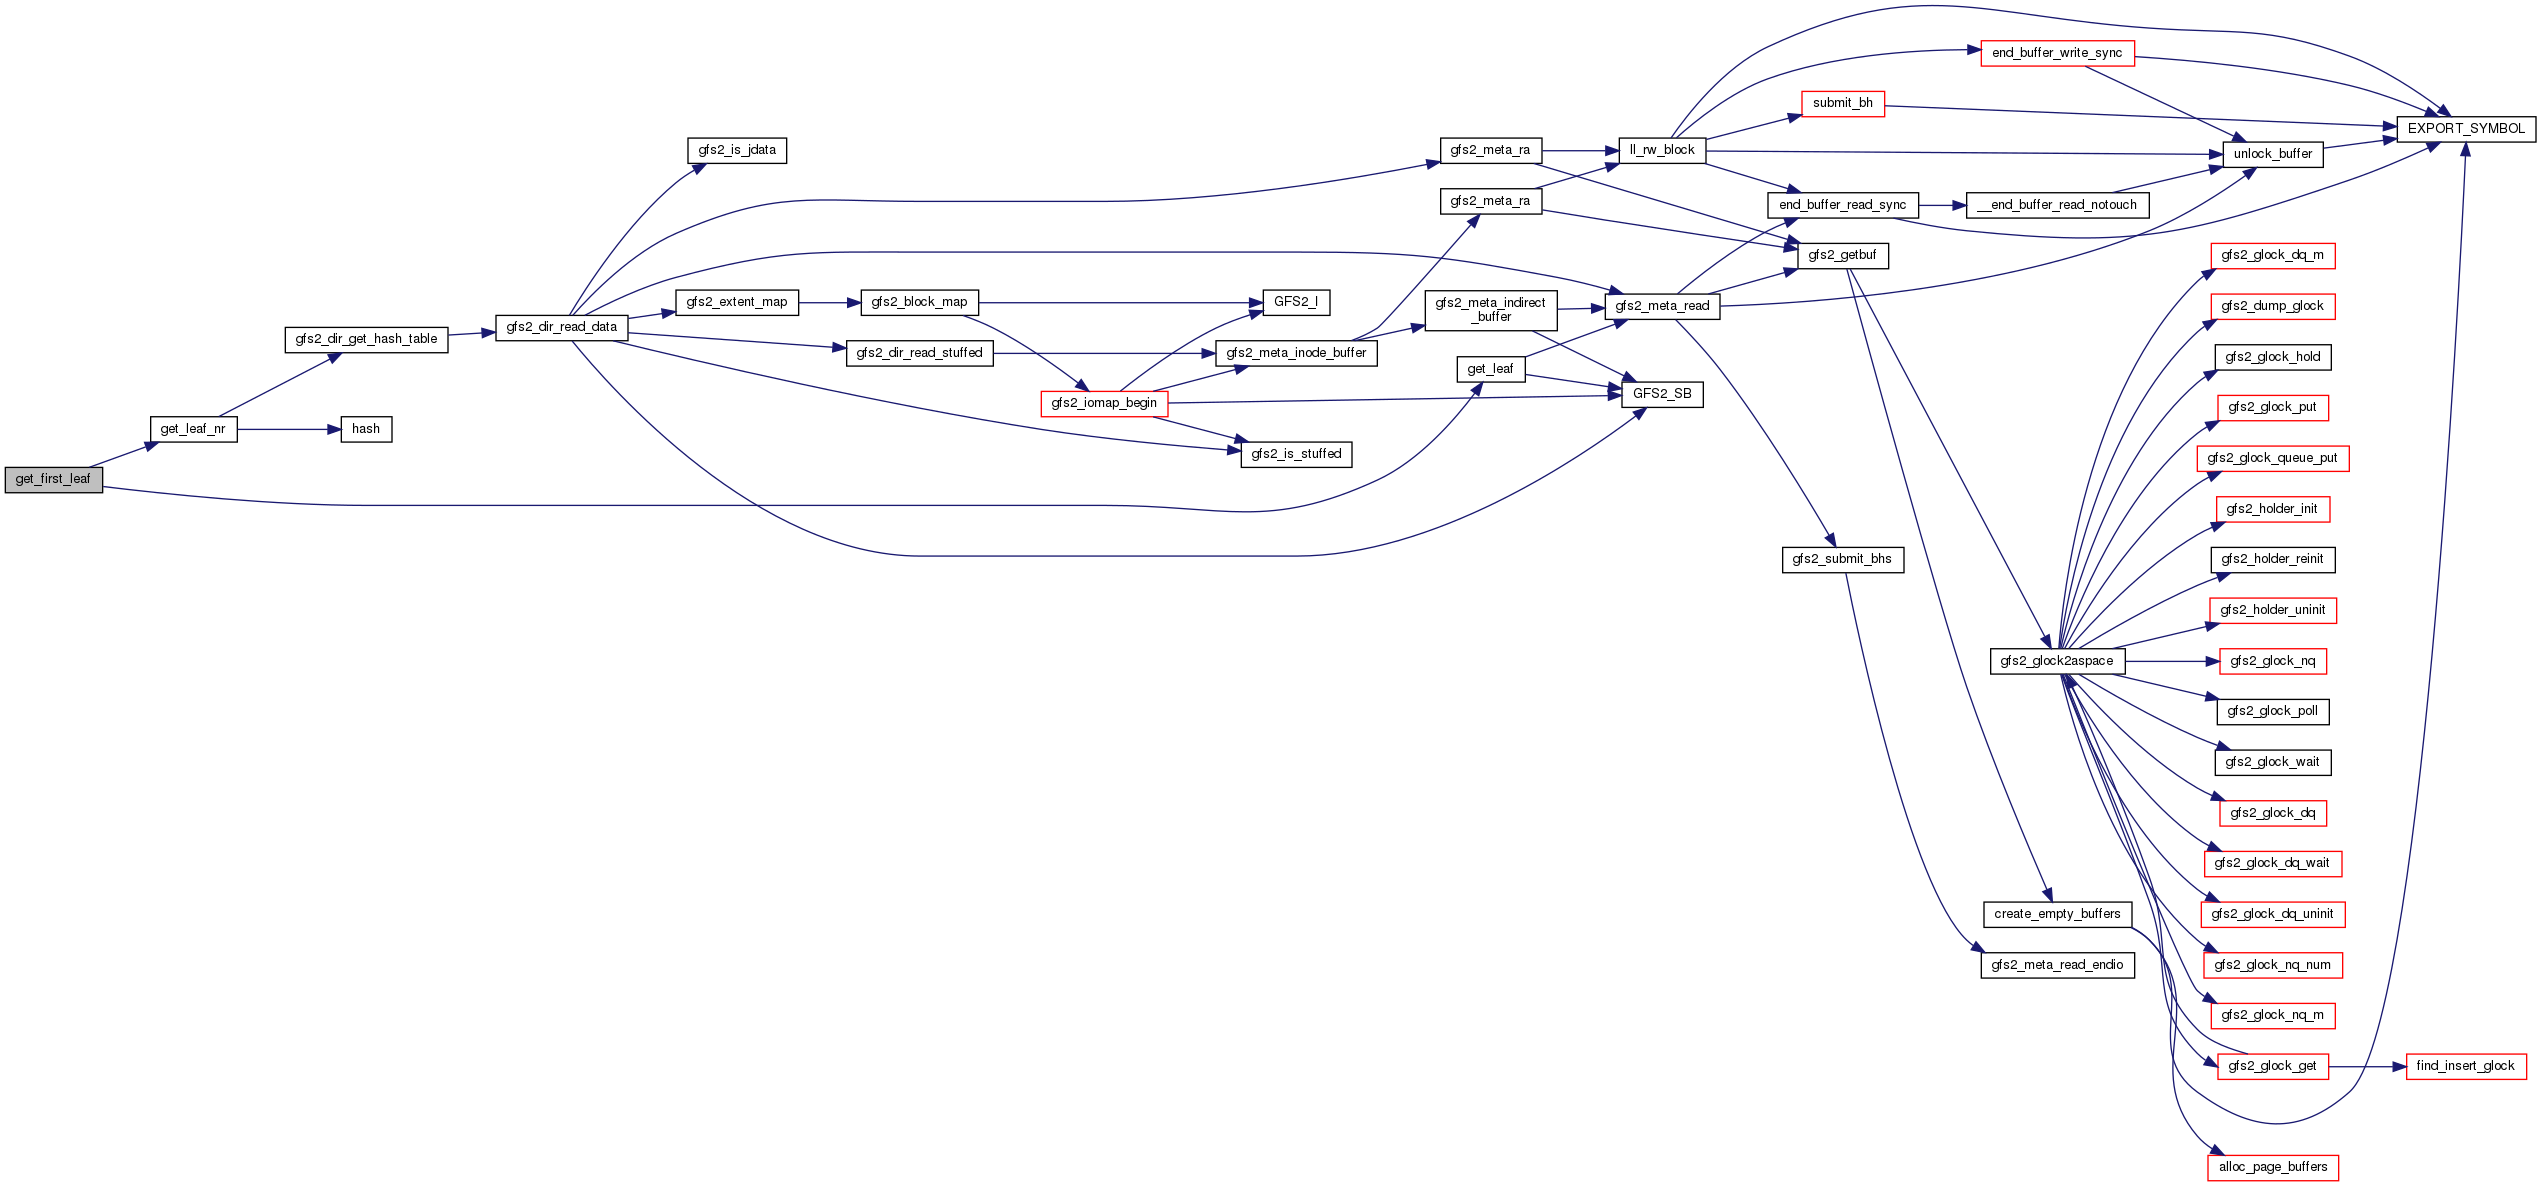 get_first_leaf
get_leaf_nr
gfs2_dir_get_hash_table
hash
gfs2_dir_read_data
gfs2_is_jdata
gfs2_extent_map
gfs2_block_map
gfs2_dir_read_stuffed
gfs2_iomap_begin
GFS2_I
gfs2_meta_inode_buffer
gfs2_is_stuffed
gfs2_meta_ra
gfs2_meta_ra
gfs2_meta_indirect
_buffer
get_leaf
ll_rw_block
gfs2_meta_read
GFS2_SB
submit_bh
end_buffer_read_sync
gfs2_getbuf
gfs2_submit_bhs
end_buffer_write_sync
__end_buffer_read_notouch
gfs2_glock2aspace
create_empty_buffers
gfs2_meta_read_endio
unlock_buffer
EXPORT_SYMBOL
gfs2_glock_dq_m
gfs2_dump_glock
gfs2_glock_hold
gfs2_glock_put
gfs2_glock_queue_put
gfs2_holder_init
gfs2_holder_reinit
gfs2_holder_uninit
gfs2_glock_nq
gfs2_glock_poll
gfs2_glock_wait
gfs2_glock_dq
gfs2_glock_dq_wait
gfs2_glock_dq_uninit
gfs2_glock_nq_num
gfs2_glock_nq_m
gfs2_glock_get
find_insert_glock
alloc_page_buffers